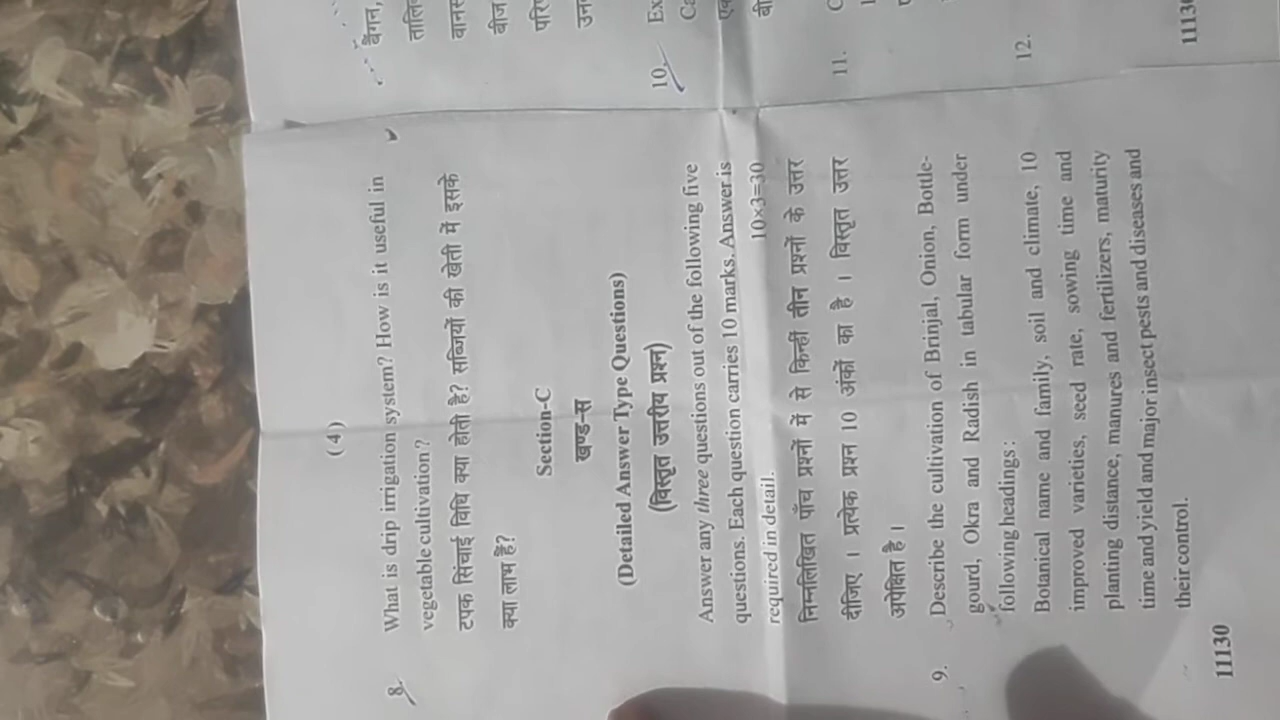 (4)
8. What is drip irrigation system? How is it useful in
vegetable cultivation?
टपक सिंचाई विधि क्या होती है? सब्जियों की खेती में इसके
क्या लाभ हैं?
Section-C
खण्ड-स
(Detailed Answer Type Questions)
(विस्तृत उत्तरीय प्रश्न)
Answer any three questions out of the following five
questions. Each question carries 10 marks. Answer is
required in detail. 10×3=30
निम्नलिखित पाँच प्रश्नों में से किन्हीं तीन प्रश्नों के उत्तर
दीजिए । प्रत्येक प्रश्न 10 अंकों का है । विस्तृत उत्तर
अपेक्षित है ।
9. Describe the cultivation of Brinjal, Onion, Bottle-
gourd, Okra and Radish in tabular form under
following headings :
Botanical name and family, soil and climate, 10
improved varieties, seed rate, sowing time and
planting distance, manures and fertilizers, maturity
time and yield and major insect pests and diseases and
their control.
11130
बैंगन,
10.
11.
12.